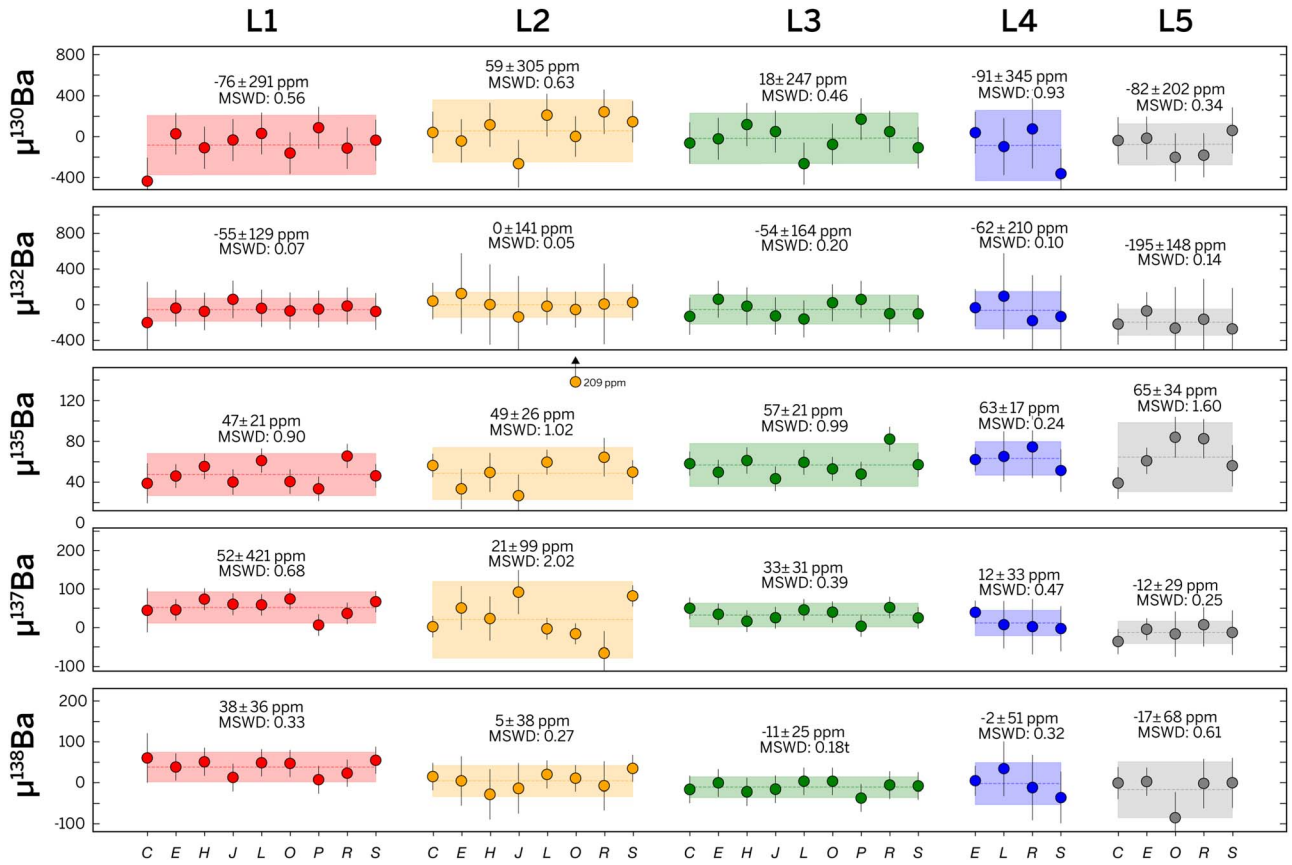 L1 L2 L3 L4 L5
μ130Ba
800
400
0
-400
-76±291 ppm
MSWD: 0.56
59±305 ppm
MSWD: 0.63
18±247 ppm
MSWD: 0.46
-91±345 ppm
MSWD: 0.93
-82±202 ppm
MSWD: 0.34
μ132Ba
800
400
0
-400
-55±129 ppm
MSWD: 0.07
0±141 ppm
MSWD: 0.05
-54±164 ppm
MSWD: 0.20
-62±210 ppm
MSWD: 0.10
-195±148 ppm
MSWD: 0.14
μ135Ba
120
80
40
0
47±21 ppm
MSWD: 0.90
209 ppm
49±26 ppm
MSWD: 1.02
57±21 ppm
MSWD: 0.99
63±17 ppm
MSWD: 0.24
65±34 ppm
MSWD: 1.60
μ137Ba
200
100
0
-100
52±421 ppm
MSWD: 0.68
21±99 ppm
MSWD: 2.02
33±31 ppm
MSWD: 0.39
12±33 ppm
MSWD: 0.47
-12±29 ppm
MSWD: 0.25
μ138Ba
200
100
0
-100
38±36 ppm
MSWD: 0.33
5±38 ppm
MSWD: 0.27
-11±25 ppm
MSWD: 0.18t
-2±51 ppm
MSWD: 0.32
-17±68 ppm
MSWD: 0.61
C E H J L O P R S C E H J L O R S C E H J L O P R S E L R S C E O R S